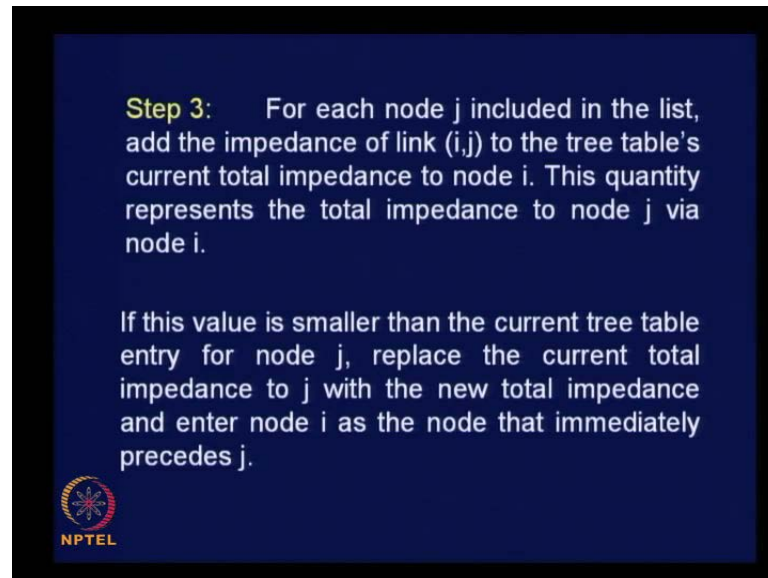 Step 3: For each node j included in the list,
add the impedance of link (i,j) to the tree table's
current total impedance to node i. This quantity
represents the total impedance to node j via
node i.
If this value is smaller than the current tree table
entry for node j, replace the current total
impedance to j with the new total impedance
and enter node i as the node that immediately
precedes j.
NPTEL